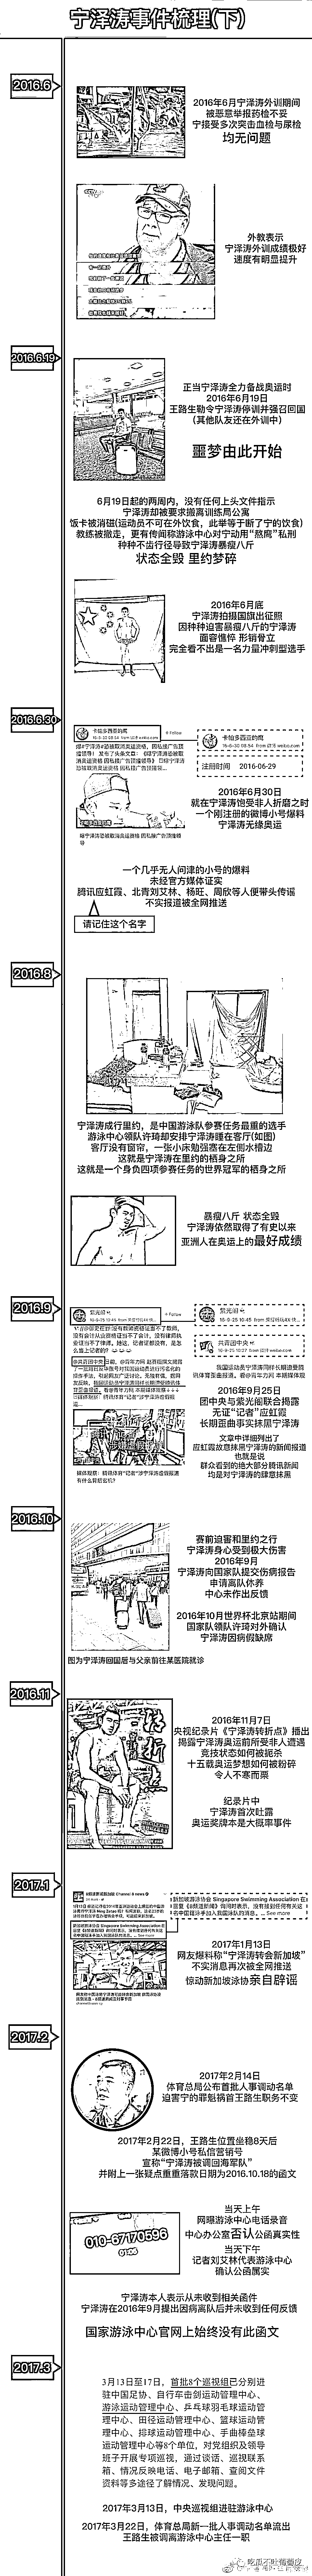 宁泽涛事件梳理(下)
2016.6
2016年6月宁泽涛外训期间
被恶意举报药检不妥
宁接受多次突击血检与尿检
均无问题
外教表示
宁泽涛外训成绩极好
速度有明显提升
2016.6.19
正当宁泽涛全力备战奥运时
2016年6月19日
王路生勒令宁泽涛停训并强召回国
(其他队友还在外训中)
噩梦由此开始
6月19日起的两周内，没有任何上头文件指示
宁泽涛却被要求搬离训练局公寓
饭卡被消磁(运动员不可在外饮食，此举等于断了宁的饮食)
教练被撤走，更有传闻称游泳中心对宁动用“熬鹰”私刑
种种不齿行径导致宁泽涛暴瘦八斤
状态全毁 里约梦碎
2016年6月底
宁泽涛拍摄国旗出征照
因种种迫害暴瘦八斤的宁泽涛
面容憔悴 形销骨立
完全看不出是一名力量冲刺型选手
2016.6.30
卡帕多西亚的鹰
+ Follow
卡帕多西亚的鹰
注册时间 2016-06-29
2016年6月30日
就在宁泽涛饱受非人折磨之时
一个刚注册的微博小号爆料
宁泽涛无缘奥运
一个几乎无人问津的小号的爆料
未经官方媒体证实
腾讯应虹霞、北青刘艾林、杨旺、周欣等人便带头传谣
不实报道被全网推送
请记住这个名字
2016.8
宁泽涛成行里约，是中国游泳队参赛任务最重的选手
游泳中心领队许琦却安排宁泽涛睡在客厅(如图)
客厅没有窗帘，一张小床勉强塞在左侧水槽边
这就是宁泽涛在里约的栖身之所
这就是一个身负四项参赛任务的世界冠军的栖身之所
暴瘦八斤 状态全毁
宁泽涛依然取得了有史以来
亚洲人在奥运上的最好成绩
2016.9
紫光阁
+ Follow
紫光阁
共青团中央
2016年9月25日
团中央与紫光阁联合揭露
无证“记者”应虹霞
长期歪曲事实抹黑宁泽涛
文章中详细列出了
应虹霞故意抹黑宁泽涛的新闻报道
也就是说
群众看到的绝大部分腾讯新闻
均是对宁泽涛的肆意抹黑
2016.10
赛前迫害和里约之行
宁泽涛身心受到极大伤害
2016年9月
宁泽涛向国家队提交伤病报告
申请离队休养
中心未作出反馈
2016年10月世界杯北京站期间
国家队领队许琦对外确认
宁泽涛因病假缺席
图为宁泽涛回国后与父亲前往某医院就诊
2016.11
2016年11月7日
央视纪录片《宁泽涛转折点》播出
揭露宁泽涛奥运前所受非人遭遇
竞技状态如何被扼杀
十五载奥运梦想如何被粉碎
令人不寒而栗
纪录片中
宁泽涛首次吐露
奥运奖牌本是大概率事件
2017.1
2017年1月13日
网友爆料称“宁泽涛转会新加坡”
不实消息再次被全网推送
惊动新加坡泳协亲自辟谣
2017.2
2017年2月14日
体育总局公布首批人事调动名单
迫害宁的罪魁祸首王路生职务不变
2017年2月22日，王路生位置坐稳8天后
某微博小号私信营销号
宣称“宁泽涛被调回海军队”
并附上一张疑点重重落款日期为2016.10.18的函文
010-67170596
01:06
当天上午
网曝游泳中心电话录音
中心办公室否认公函真实性
当天下午
记者刘艾林代表游泳中心
确认公函属实
宁泽涛本人表示从未收到相关函件
宁泽涛在2016年9月提出因病离队后并未收到任何反馈
国家游泳中心官网上始终没有此函文
2017.3
3月13日至17日，首批8个巡视组已分别进
驻中国足协、自行车击剑运动管理中心、
游泳运动管理中心、乒乓球羽毛球运动管
理中心、田径运动管理中心、篮球运动管
理中心、排球运动管理中心、手曲棒垒球
运动管理中心等8个单位，对党组织及领导
班子开展专项巡视，通过谈话、巡视联系
箱、情况反映电话、电子邮箱、查阅文件
资料等多途径了解情况、发现问题。
2017年3月13日，中央巡视组进驻游泳中心
2017年3月22日，体育总局新一批人事调动名单流出
王路生被调离游泳中心主任一职